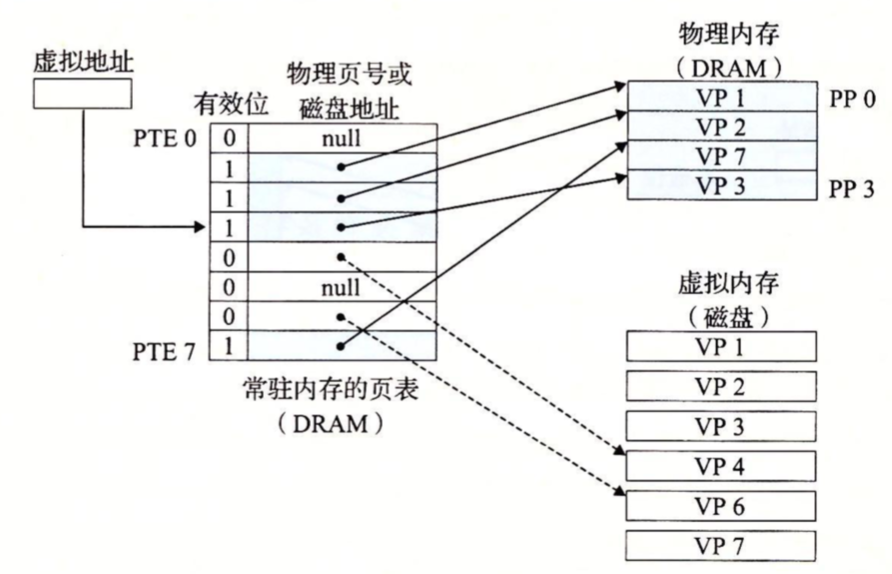 虚拟地址
有效位
物理页号或
磁盘地址
PTE 0
0
null
1
1
1
0
0
null
0
PTE 7
1
常驻内存的页表
（DRAM）
物理内存
（DRAM）
VP 1
PP 0
VP 2
VP 7
VP 3
PP 3
虚拟内存
（磁盘）
VP 1
VP 2
VP 3
VP 4
VP 6
VP 7